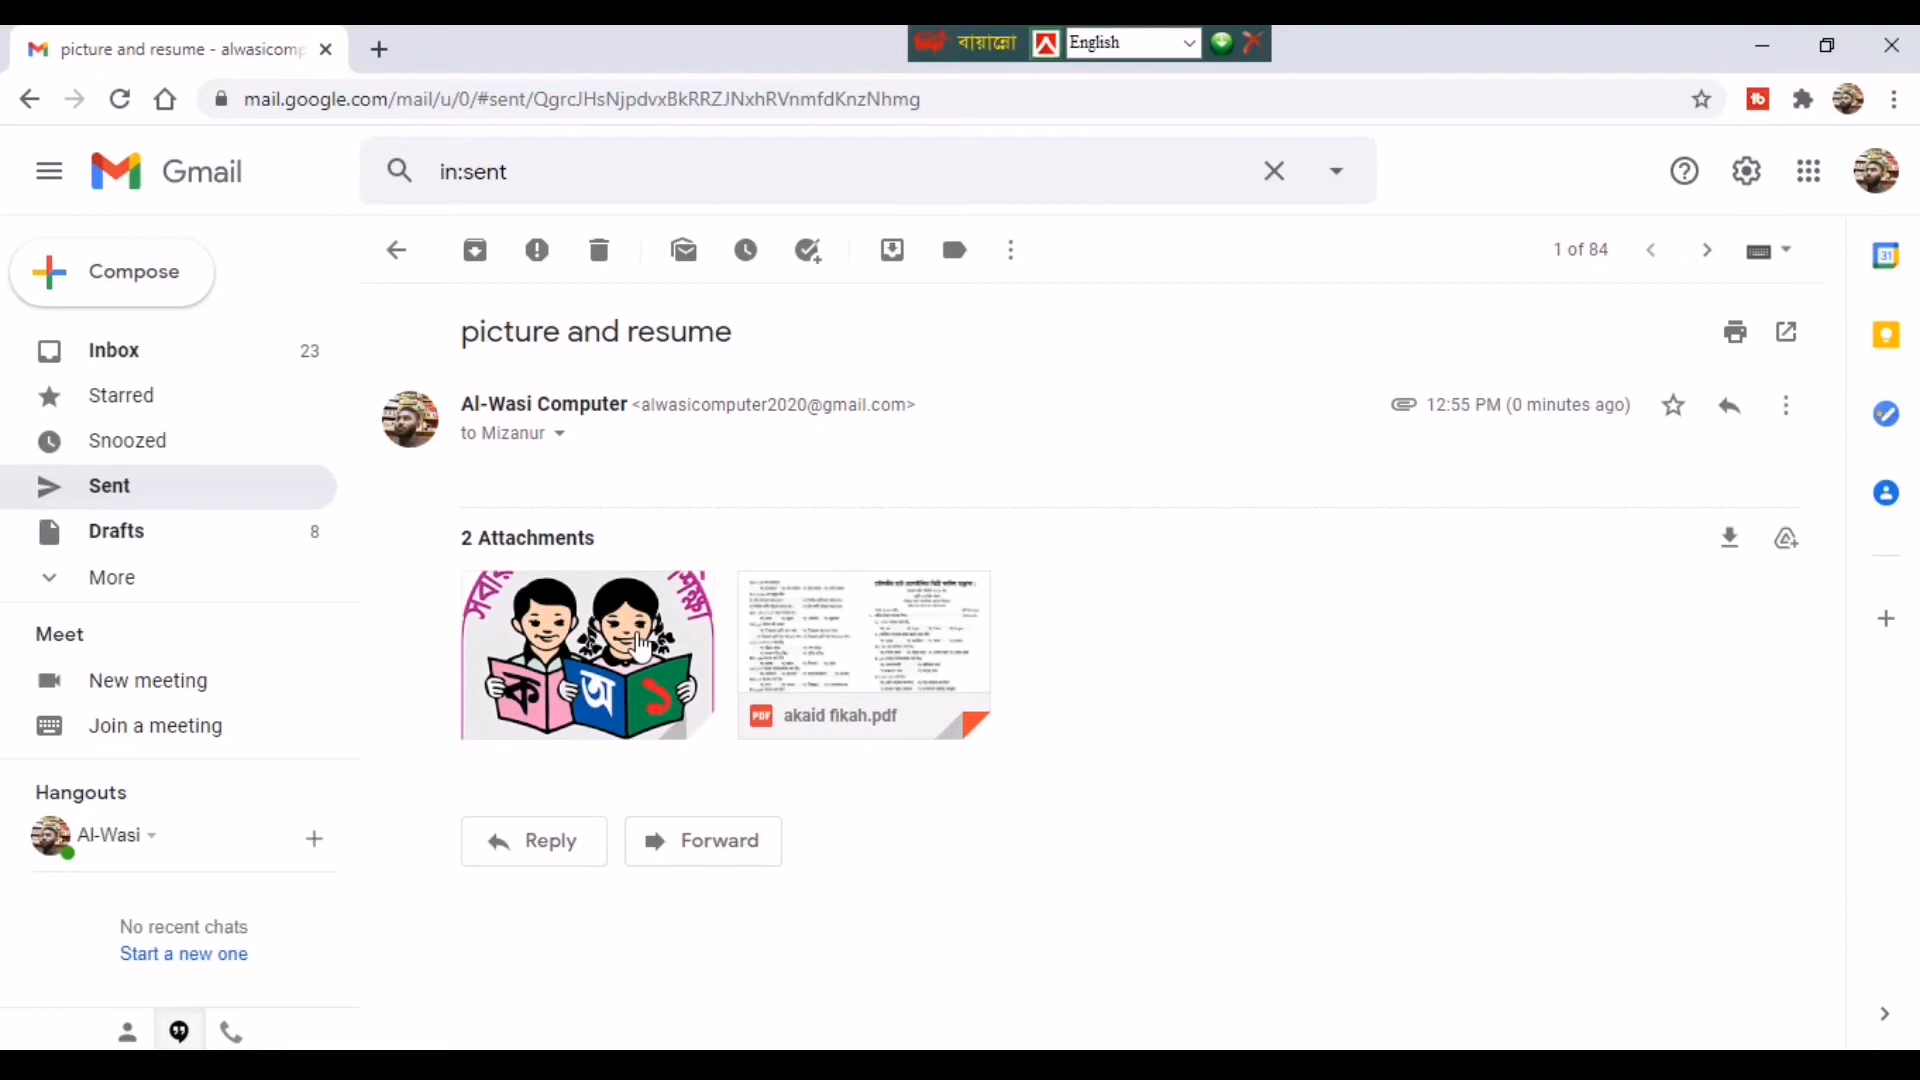 picture and resume - alwasicomp
বায়ান্নো
English
mail.google.com/mail/u/0/#sent/QgrcJHsNjpdvxBkRRZJNxhRVnmfdKnzNhmg
Gmail
in:sent
Compose
1 of 84
31
Inbox 23
Starred
Snoozed
Sent
Drafts 8
More
picture and resume
Al-Wasi Computer <alwasicomputer2020@gmail.com>
12:55 PM (0 minutes ago)
to Mizanur
2 Attachments
ক অ ১
PDF akaid fikah.pdf
Meet
New meeting
Join a meeting
Hangouts
Al-Wasi
Reply
Forward
No recent chats
Start a new one